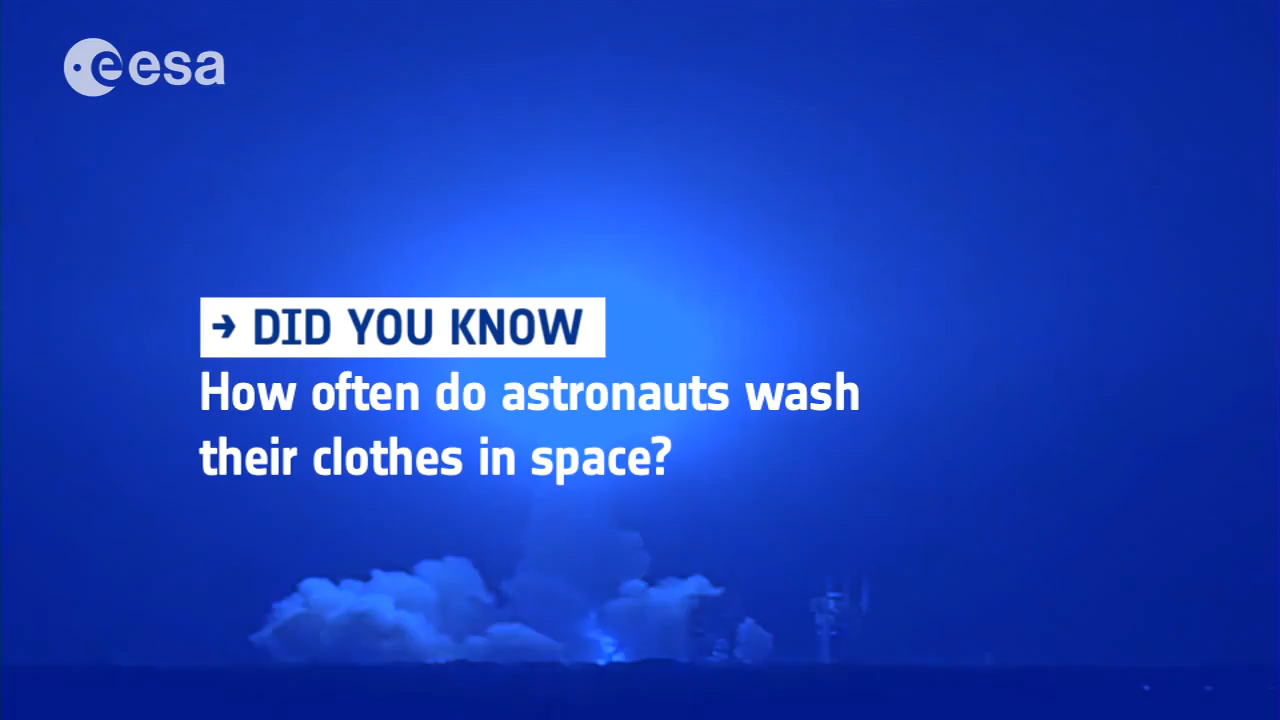 esa
→ DID YOU KNOW
How often do astronauts wash
their clothes in space?